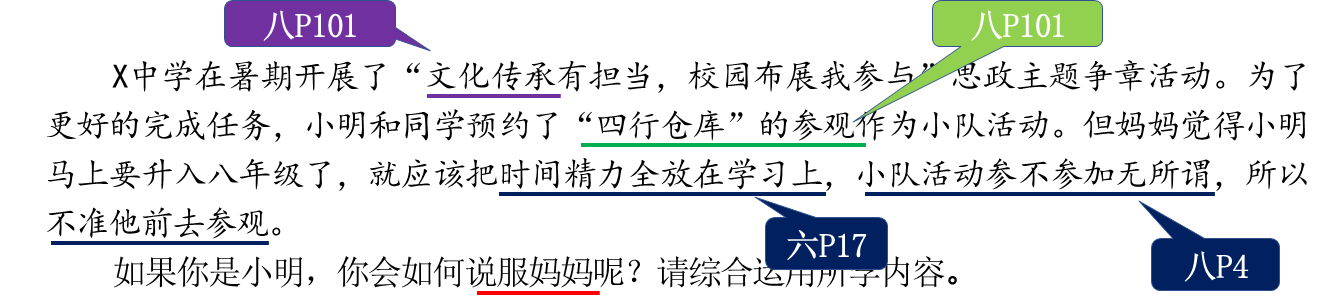 八P101
八P101
X中学在暑期开展了“文化传承有担当，校园布展我参与”思政主题争章活动。为了
更好的完成任务，小明和同学预约了“四行仓库”的参观作为小队活动。但妈妈觉得小明
马上要升入八年级了，就应该把时间精力全放在学习上，小队活动参不参加无所谓，所以
不准他前去参观。
六P17
八P4
如果你是小明，你会如何说服妈妈呢？请综合运用所学内容。